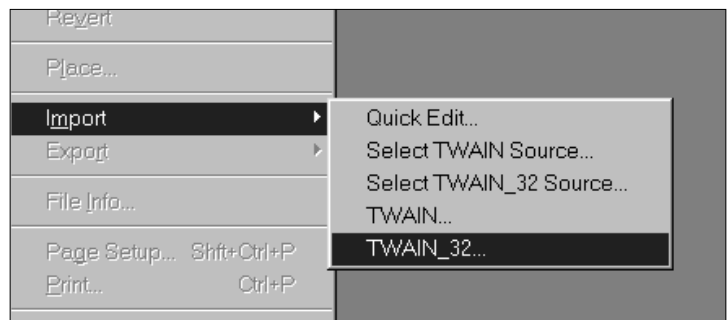 Revert
Place...
Import
Export
File Info...
Page Setup... Shft+Ctrl+P
Print... Ctrl+P
Quick Edit...
Select TWAIN Source...
Select TWAIN_32 Source...
TWAIN...
TWAIN_32...